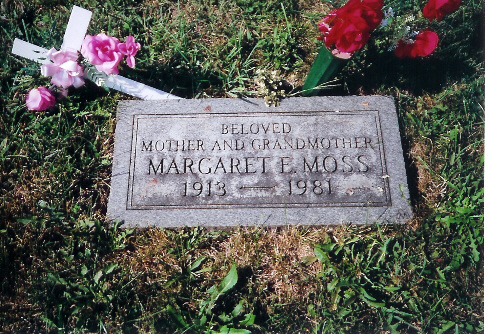 BELOVED
MOTHER AND GRANDMOTHER
MARGARET E. MOSS
1913 — 1981